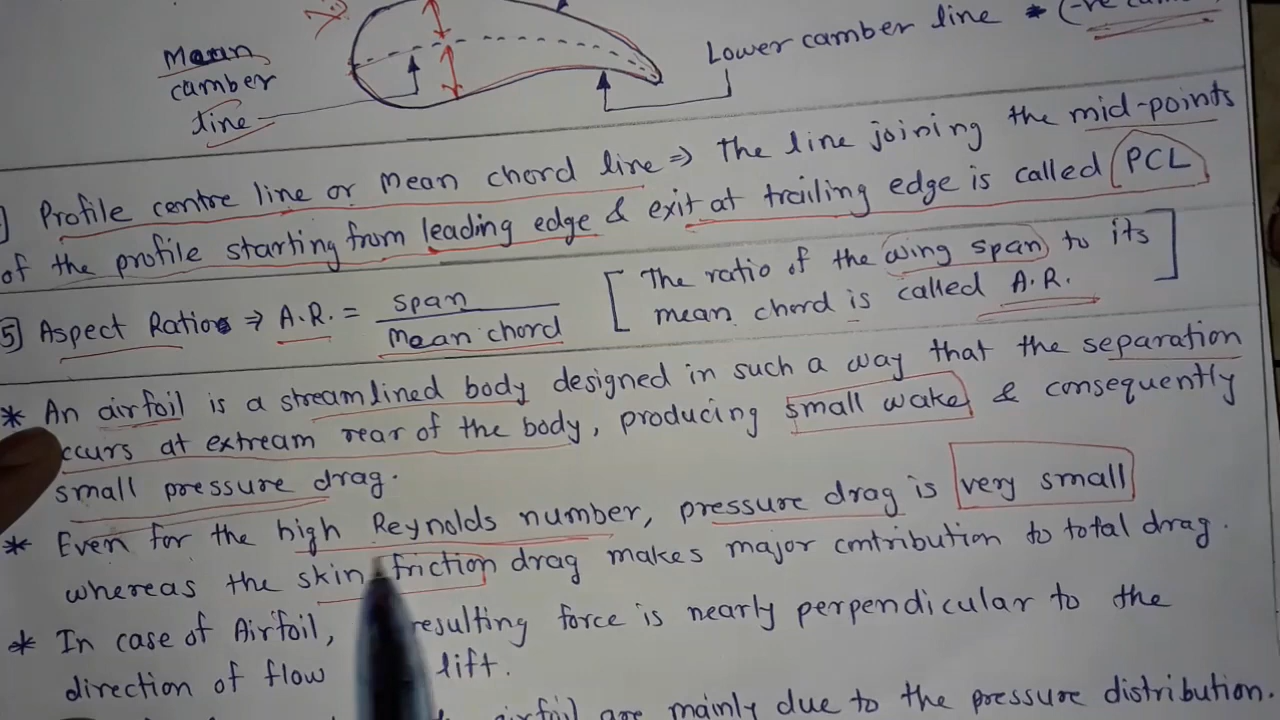 Mean
camber
line
Lower camber line * (-ve
] Profile centre line or Mean chord line ⇒ The line joining the mid-points
of the profile starting from leading edge & exit at trailing edge is called PCL
5] Aspect Ratio ⇒ A.R. = span / Mean chord
[The ratio of the wing span to its
mean chord is called A.R.]
* An airfoil is a streamlined body designed in such a way that the separation
ccurs at extream rear of the body, producing small wake & consequently
small pressure drag.
* Even for the high Reynolds number, pressure drag is very small
whereas the skin friction drag makes major contribution to total drag.
* In case of Airfoil, resulting force is nearly perpendicular to the
direction of flow lift.
airfoil are mainly due to the pressure distribution.